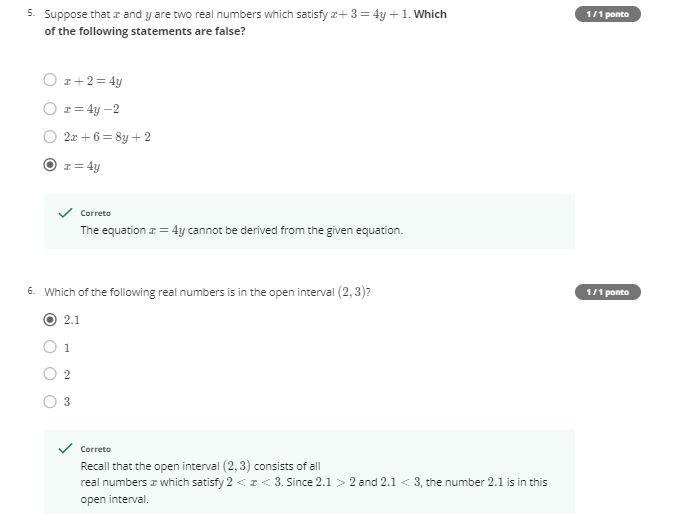 5. Suppose that x and y are two real numbers which satisfy x+ 3 = 4y + 1. Which 1 / 1 ponto
of the following statements are false?
x + 2 = 4y
x = 4y −2
2x + 6 = 8y + 2
x = 4y
Correto
The equation x = 4y cannot be derived from the given equation.
6. Which of the following real numbers is in the open interval (2, 3)? 1 / 1 ponto
2.1
1
2
3
Correto
Recall that the open interval (2, 3) consists of all
real numbers x which satisfy 2 < x < 3. Since 2.1 > 2 and 2.1 < 3, the number 2.1 is in this
open interval.